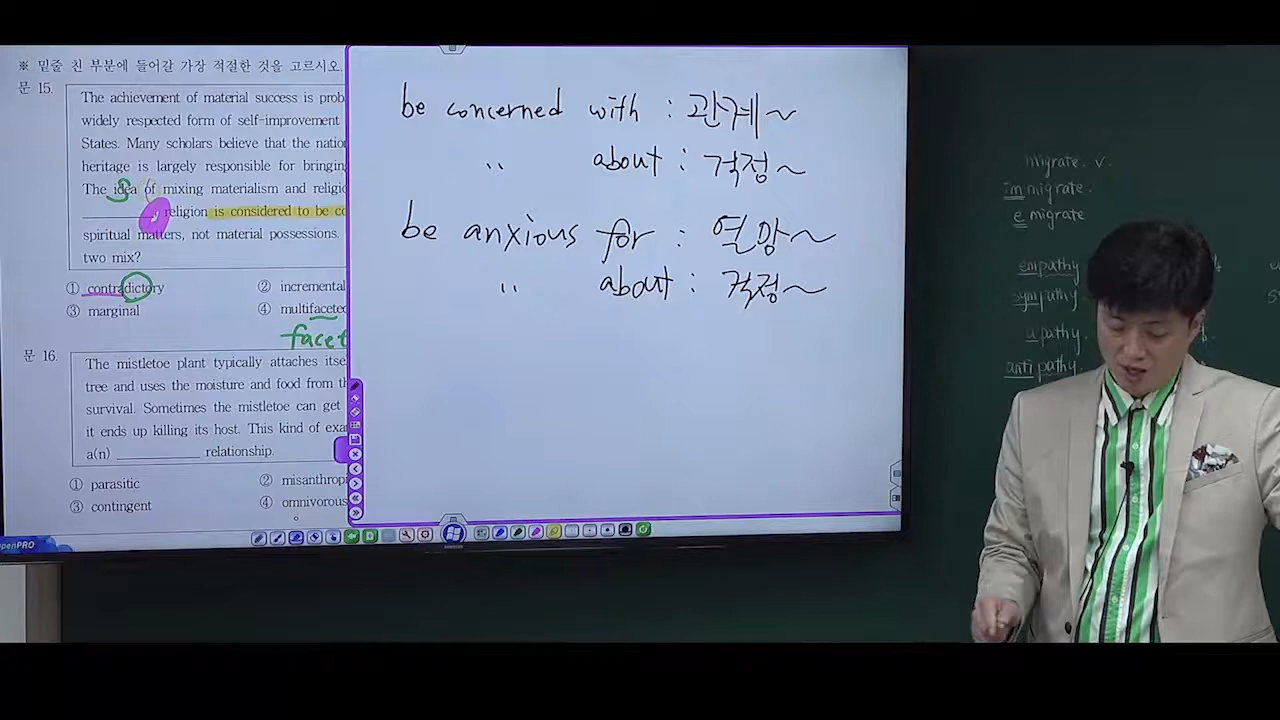 ※ 밑줄 친 부분에 들어갈 가장 적절한 것을 고르시오.
문 15.
The achievement of material success is prob
widely respected form of self-improvement
States. Many scholars believe that the natio
heritage is largely responsible for bringing
The idea of mixing materialism and religio
religion is considered to be co
spiritual matters, not material possessions.
two mix?
① contradictory
② incremental
③ marginal
④ multifaceted
facet
문 16.
The mistletoe plant typically attaches itse
tree and uses the moisture and food from th
survival. Sometimes the mistletoe can get
it ends up killing its host. This kind of exa
a(n) __________ relationship.
① parasitic
② misanthropi
③ contingent
④ omnivorous
be concerned with : 관계~
〃 about : 걱정~
be anxious for : 열망~
〃 about : 걱정~
migrate. v.
immigrate.
emigrate
empathy
sympathy
apathy.
antipathy.